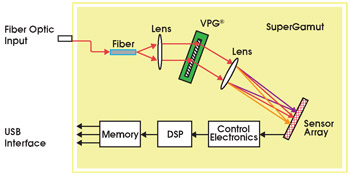 VPG®
SuperGamut
Fiber Optic
Input
Lens
Fiber
Lens
Sensor
Array
USB
Interface
Memory
DSP
Control
Electronics